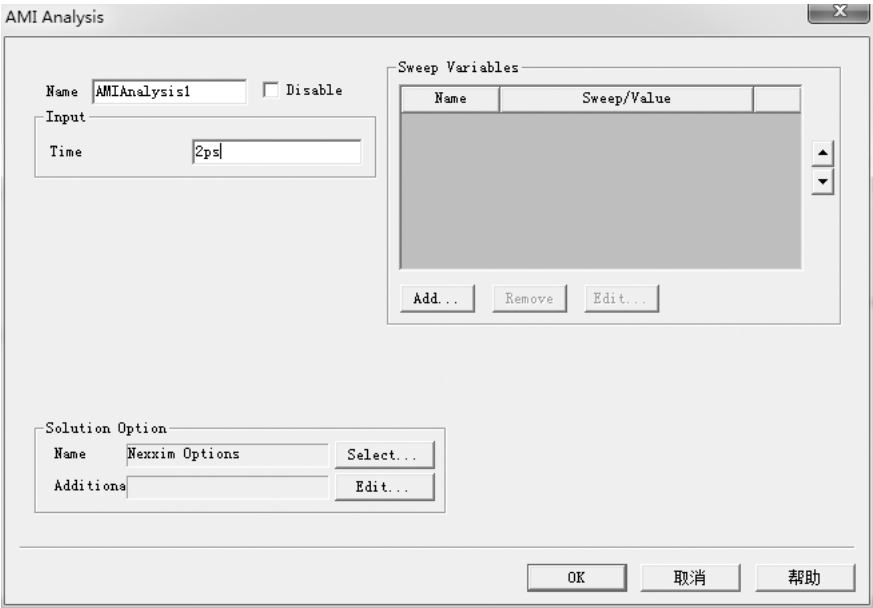 AMI Analysis
X
Name AMIAnalysis1 Disable
Input
Time 2ps
Sweep Variables
Name Sweep/Value
Add... Remove Edit...
Solution Option
Name Nexxim Options Select...
Additiona Edit...
OK 取消 帮助